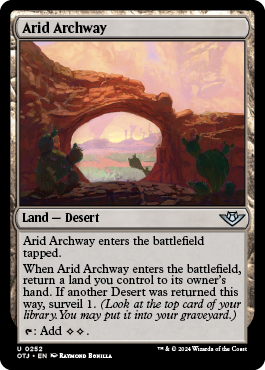 Arid Archway
Land — Desert
Arid Archway enters the battlefield
tapped.
When Arid Archway enters the battlefield,
return a land you control to its owner's
hand. If another Desert was returned this
way, surveil 1. (Look at the top card of your
library. You may put it into your graveyard.)
: Add
U 0252
OTJ • EN Raymond Bonilla
™ & © 2024 Wizards of the Coast